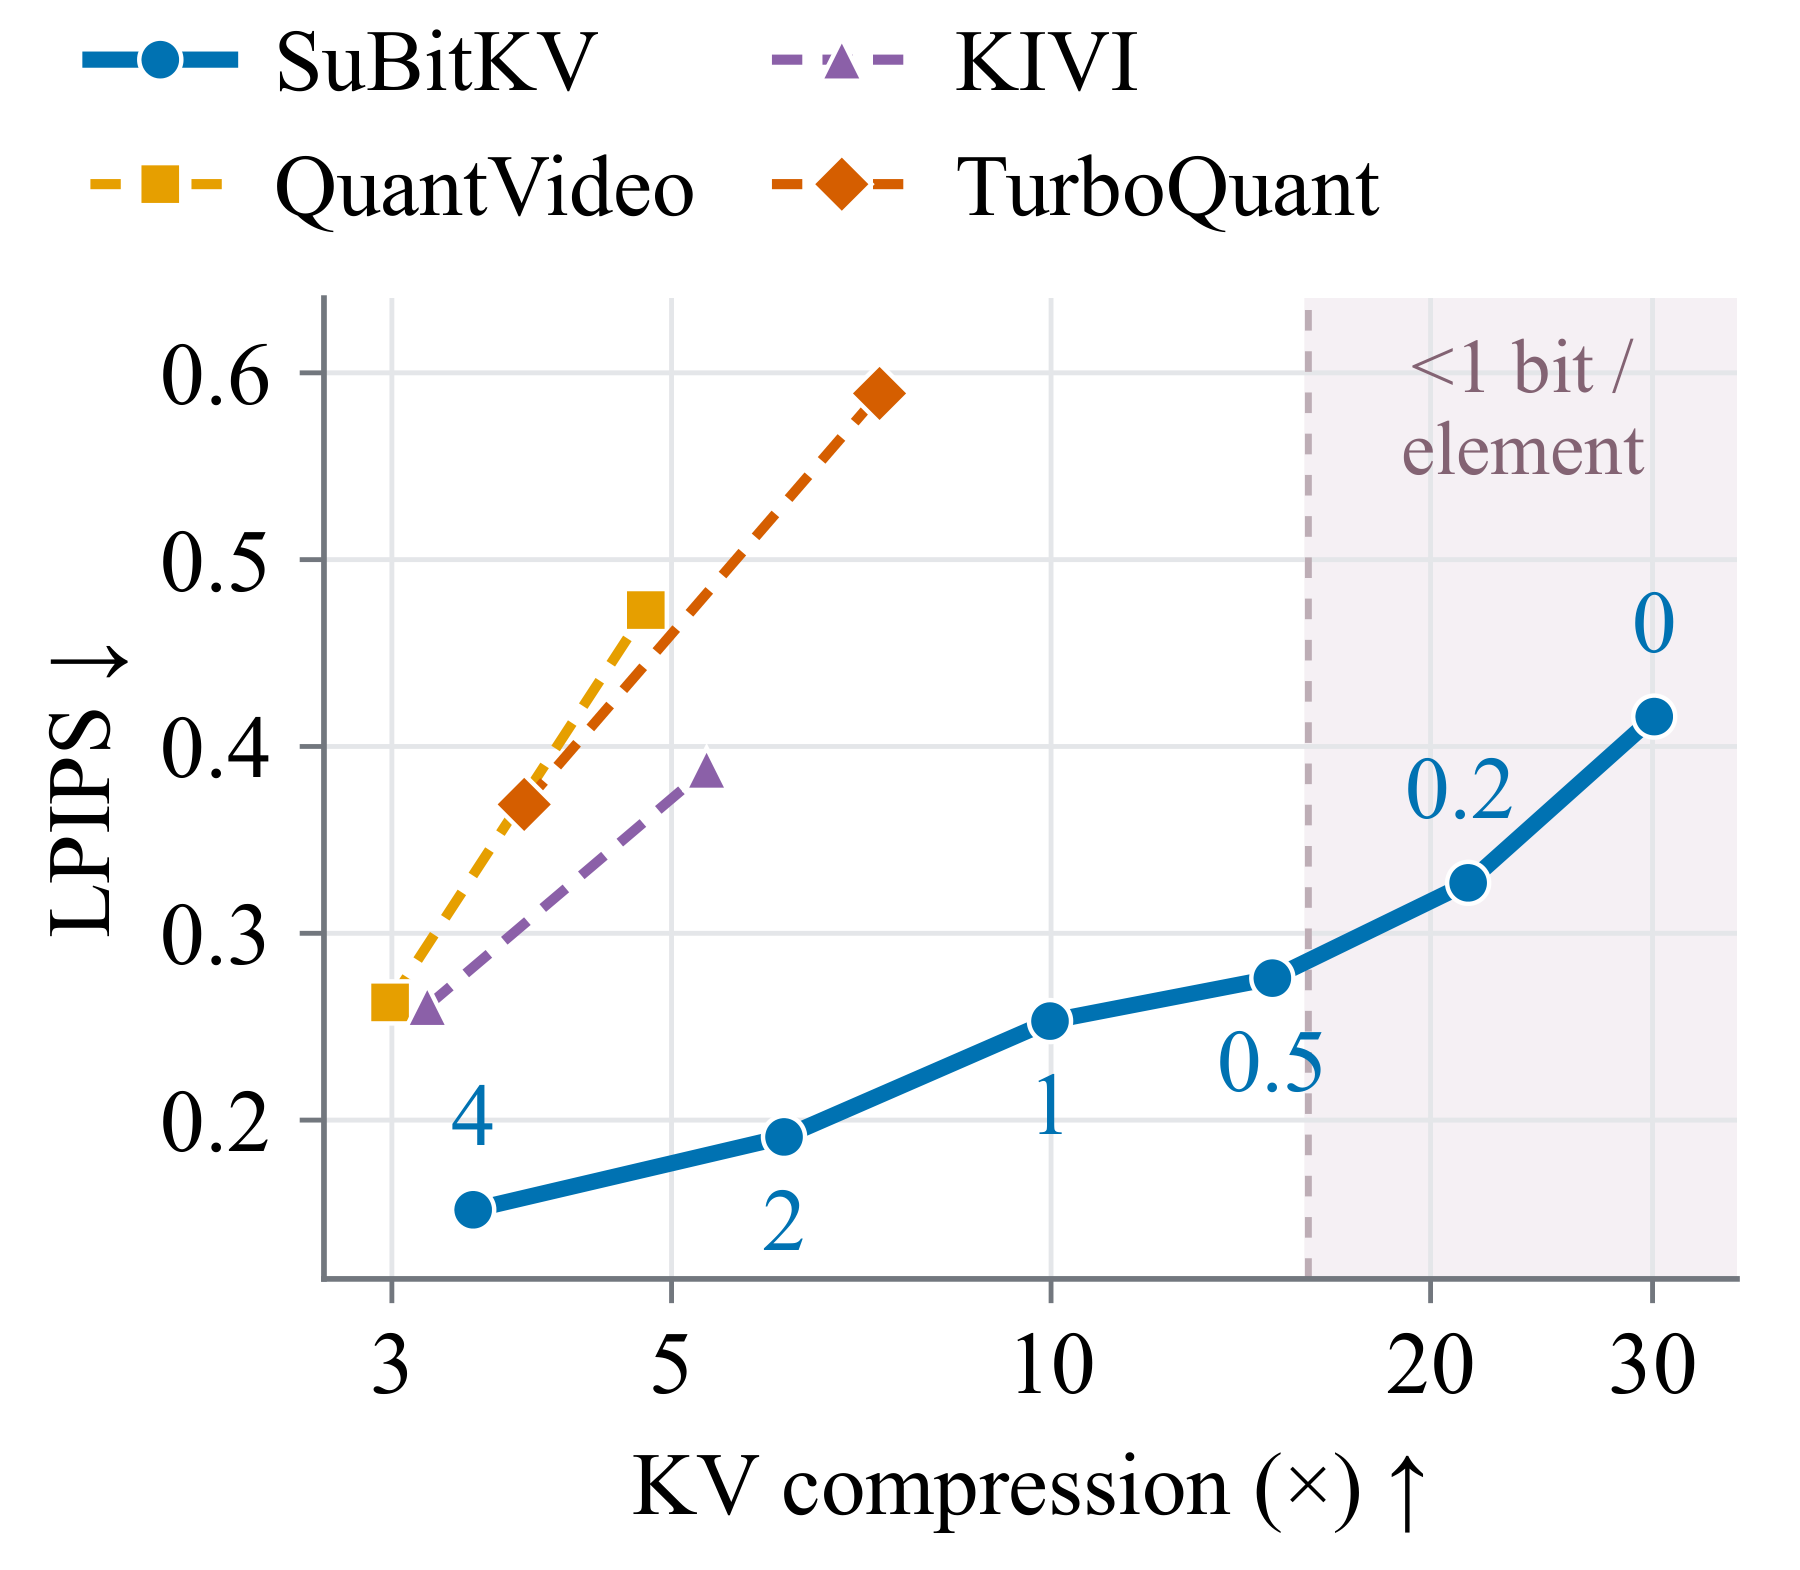 SuBitKV
KIVI
QuantVideo
TurboQuant
<1 bit /
element
0.6
0.5
0.4
0.3
0.2
LPIPS ↓
0
0.2
0.5
1
2
4
3
5
10
20
30
KV compression (×) ↑